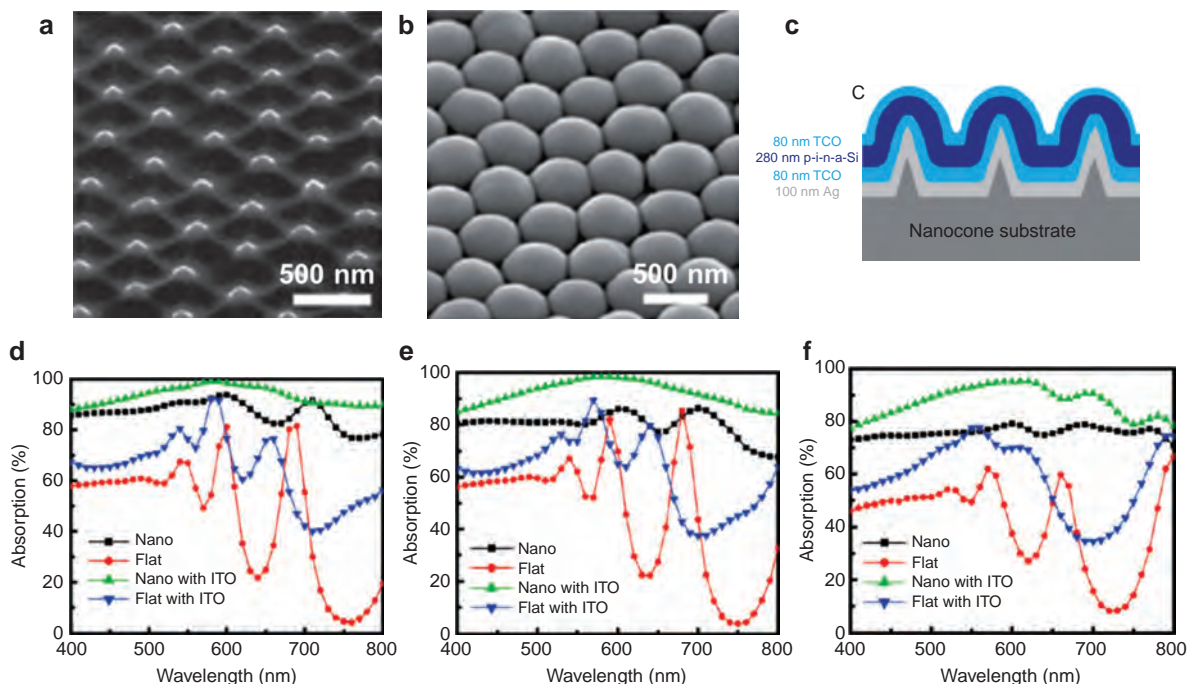 a
b
c
C
80 nm TCO
280 nm p-i-n-a-Si
80 nm TCO
100 nm Ag
Nanocone substrate
500 nm
500 nm
d
e
f
100
80
60
40
20
0
Absorption (%)
Nano
Flat
Nano with ITO
Flat with ITO
400
500
600
700
800
Wavelength (nm)
100
80
60
40
20
0
Absorption (%)
Nano
Flat
Nano with ITO
Flat with ITO
400
500
600
700
800
Wavelength (nm)
100
80
60
40
20
0
Absorption (%)
Nano
Flat
Nano with ITO
Flat with ITO
400
500
600
700
800
Wavelength (nm)